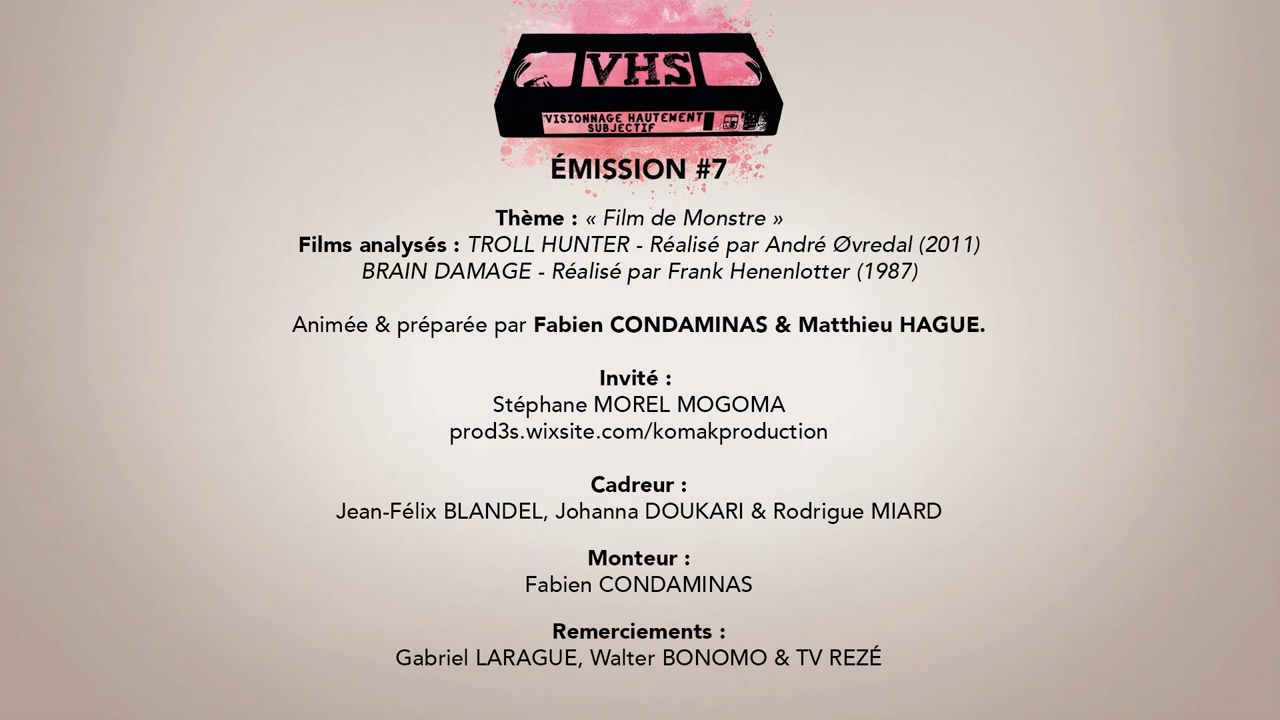 VHS
VISIONNAGE HAUTEMENT
SUBJECTIF
ÉMISSION #7
Thème : « Film de Monstre »
Films analysés : TROLL HUNTER - Réalisé par André Øvredal (2011)
BRAIN DAMAGE - Réalisé par Frank Henenlotter (1987)
Animée & préparée par Fabien CONDAMINAS & Matthieu HAGUE.
Invité :
Stéphane MOREL MOGOMA
prod3s.wixsite.com/komakproduction
Cadreur :
Jean-Félix BLANDEL, Johanna DOUKARI & Rodrigue MIARD
Monteur :
Fabien CONDAMINAS
Remerciements :
Gabriel LARAGUE, Walter BONOMO & TV REZÉ